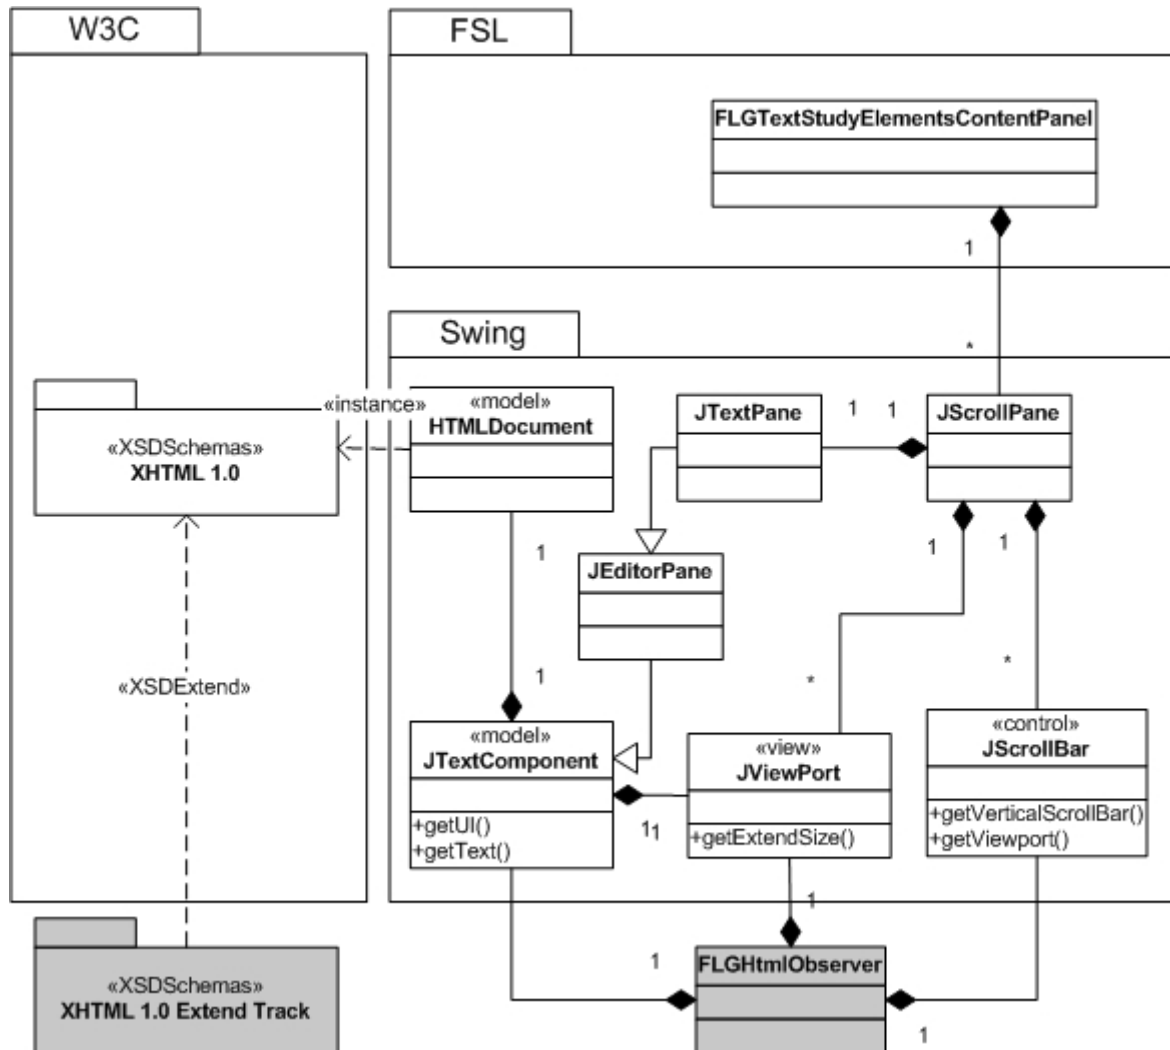 W3C
FSL
FLGTextStudyElementsContentPanel
1
*
Swing
«instance»
«model»
HTMLDocument
JTextPane
1
1
JScrollPane
«XSDSchemas»
XHTML 1.0
1
1
1
JEditorPane
«XSDExtend»
1
*
*
«model»
JTextComponent
+getUI()
+getText()
1
1
«view»
JViewPort
+getExtendSize()
«control»
JScrollBar
+getVerticalScrollBar()
+getViewport()
1
1
FLGHtmlObserver
1
«XSDSchemas»
XHTML 1.0 Extend Track